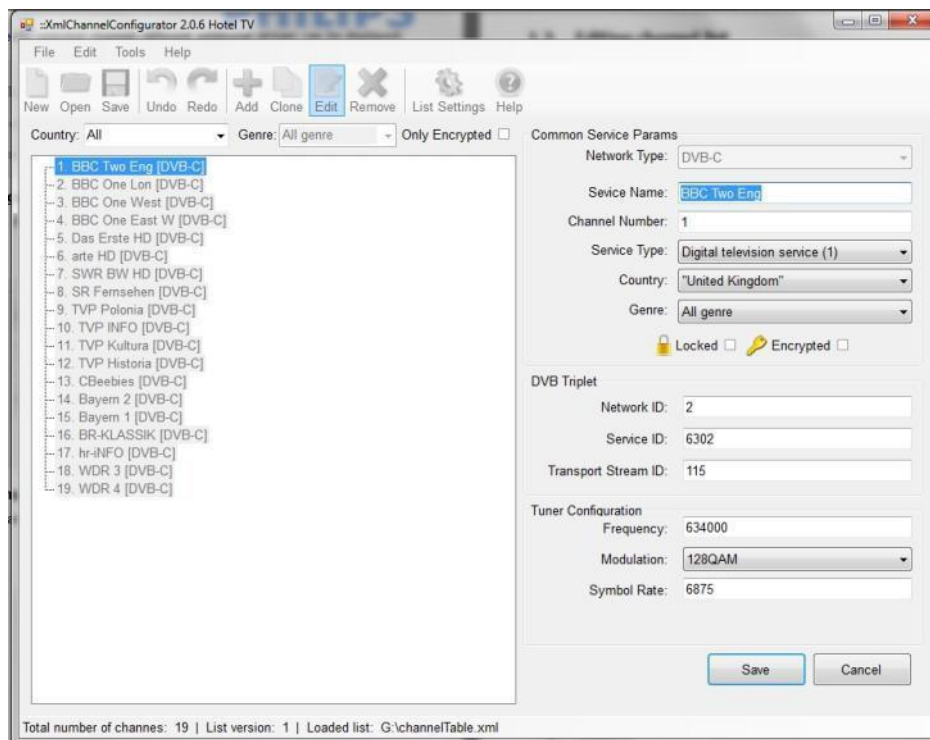 PHILIPS
::XmlChannelConfigurator 2.0.6 Hotel TV
File Edit Tools Help
New Open Save Undo Redo Add Clone Edit Remove List Settings Help
Country: All Genre: All genre Only Encrypted
1. BBC Two Eng [DVB-C]
2. BBC One Lon [DVB-C]
3. BBC One West [DVB-C]
4. BBC One East W [DVB-C]
5. Das Erste HD [DVB-C]
6. arte HD [DVB-C]
7. SWR BW HD [DVB-C]
8. SR Fernsehen [DVB-C]
9. TVP Polonia [DVB-C]
10. TVP INFO [DVB-C]
11. TVP Kultura [DVB-C]
12. TVP Historia [DVB-C]
13. CBeebies [DVB-C]
14. Bayern 2 [DVB-C]
15. Bayern 1 [DVB-C]
16. BR-KLASSIK [DVB-C]
17. hr-iNFO [DVB-C]
18. WDR 3 [DVB-C]
19. WDR 4 [DVB-C]
Common Service Params
Network Type: DVB-C
Sevice Name: BBC Two Eng
Channel Number: 1
Service Type: Digital television service (1)
Country: "United Kingdom"
Genre: All genre
Locked Encrypted
DVB Triplet
Network ID: 2
Service ID: 6302
Transport Stream ID: 115
Tuner Configuration
Frequency: 634000
Modulation: 128QAM
Symbol Rate: 6875
Save Cancel
Total number of channes: 19 | List version: 1 | Loaded list: G:\channelTable.xml